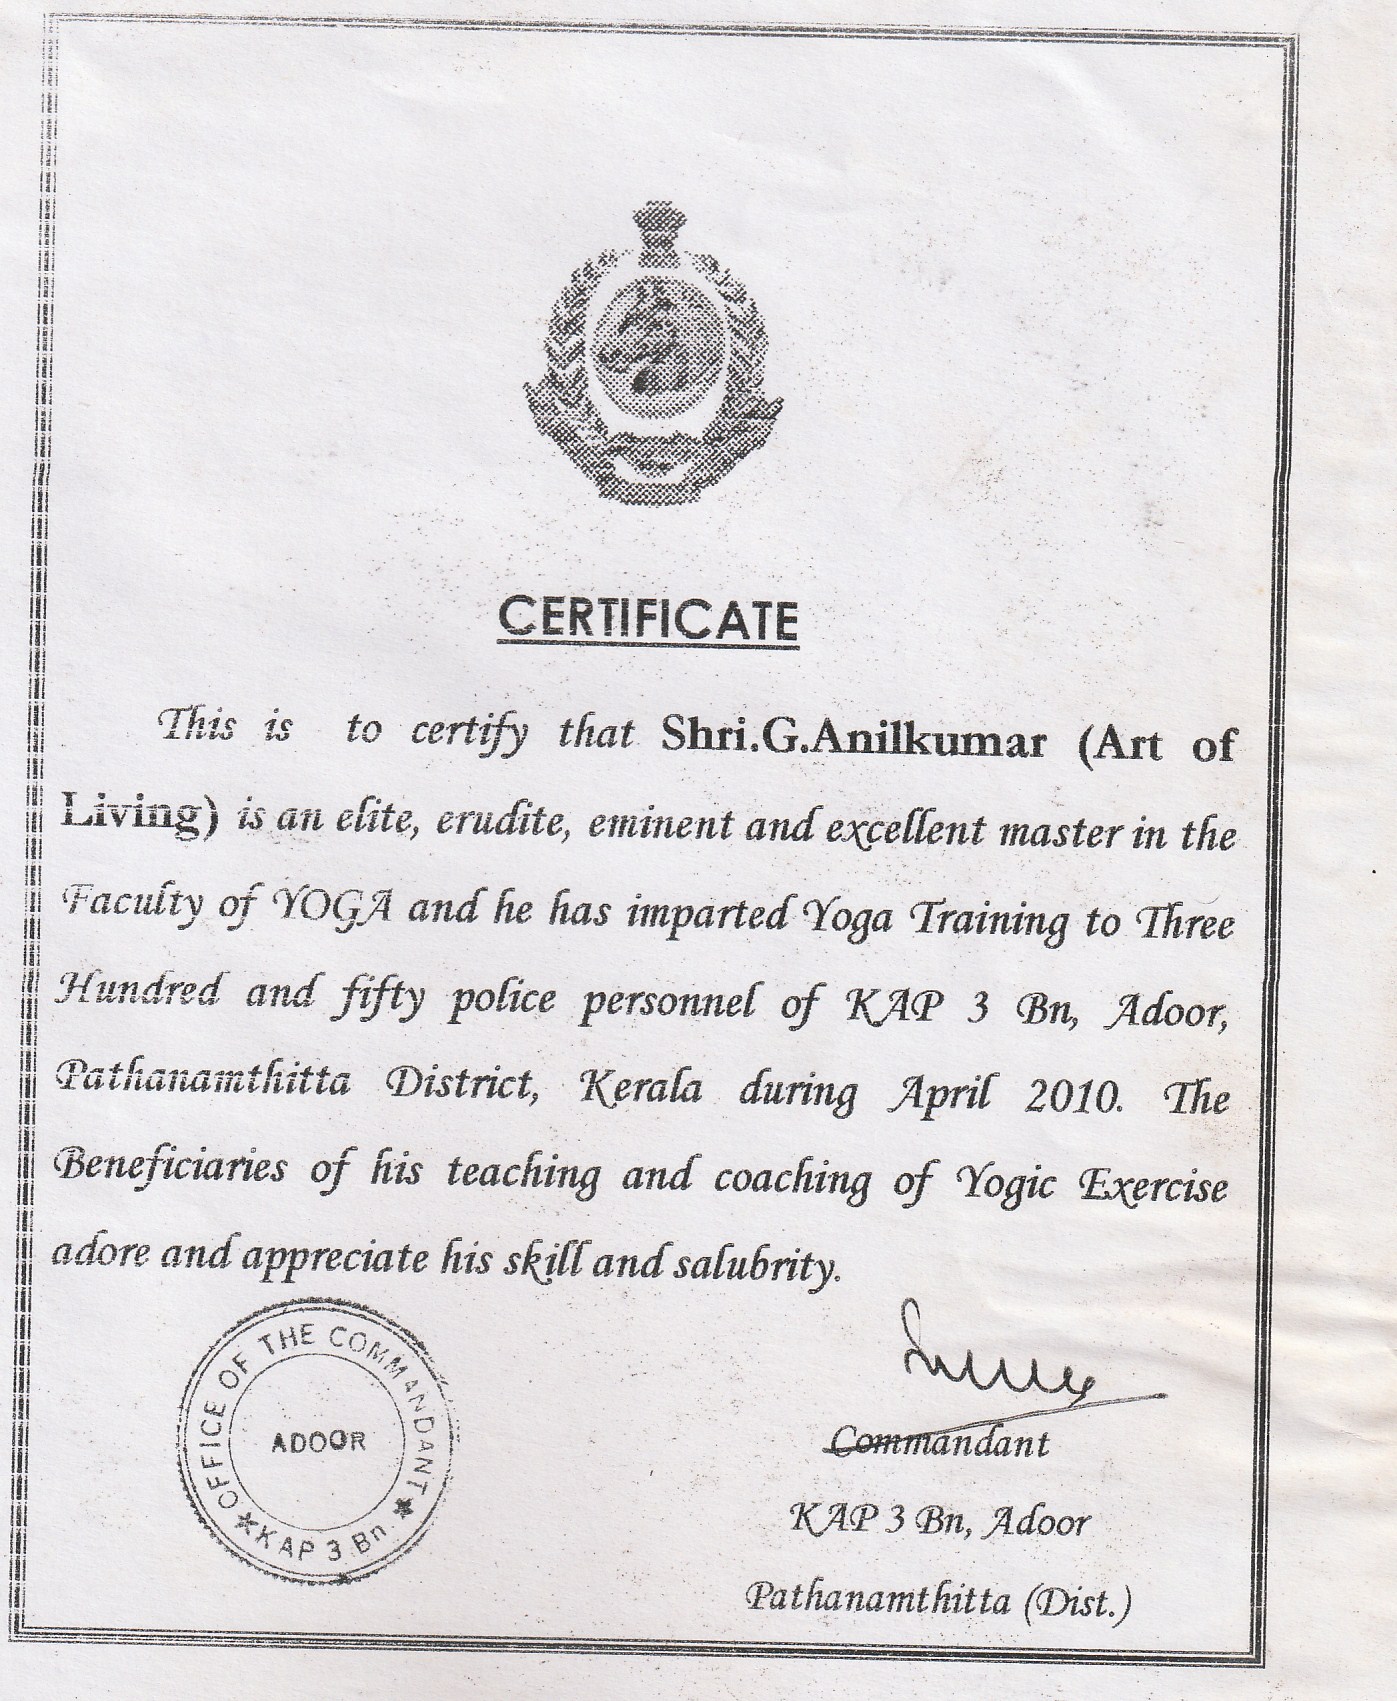 CERTIFICATE
This is to certify that Shri.G.Anilkumar (Art of
Living) is an elite, erudite, eminent and excellent master in the
Faculty of YOGA and he has imparted Yoga Training to Three
Hundred and fifty police personnel of KAP 3 Bn, Adoor,
Pathanamthitta District, Kerala during April 2010. The
Beneficiaries of his teaching and coaching of Yogic Exercise
adore and appreciate his skill and salubrity.
OFFICE OF THE COMMANDANT
ADOOR
★ KAP 3 Bn. ★
Commandant
KAP 3 Bn, Adoor
Pathanamthitta (Dist.)